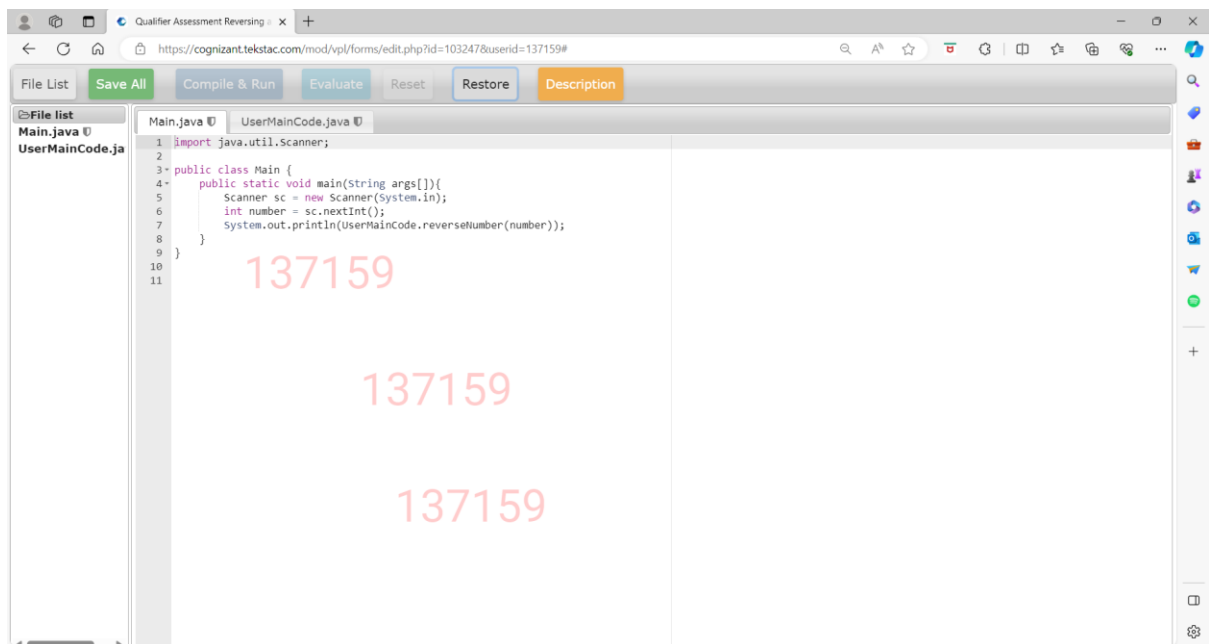 Qualifier Assessment Reversing a
https://cognizant.tekstac.com/mod/vpl/forms/edit.php?id=103247&userid=137159#
File List Save All Compile & Run Evaluate Reset Restore Description
File list
Main.java
UserMainCode.ja
Main.java UserMainCode.java
1 import java.util.Scanner;
2
3 public class Main {
4 public static void main(String args[]){
5 Scanner sc = new Scanner(System.in);
6 int number = sc.nextInt();
7 System.out.println(UserMainCode.reverseNumber(number));
8 }
9 }
10
11
137159
137159
137159